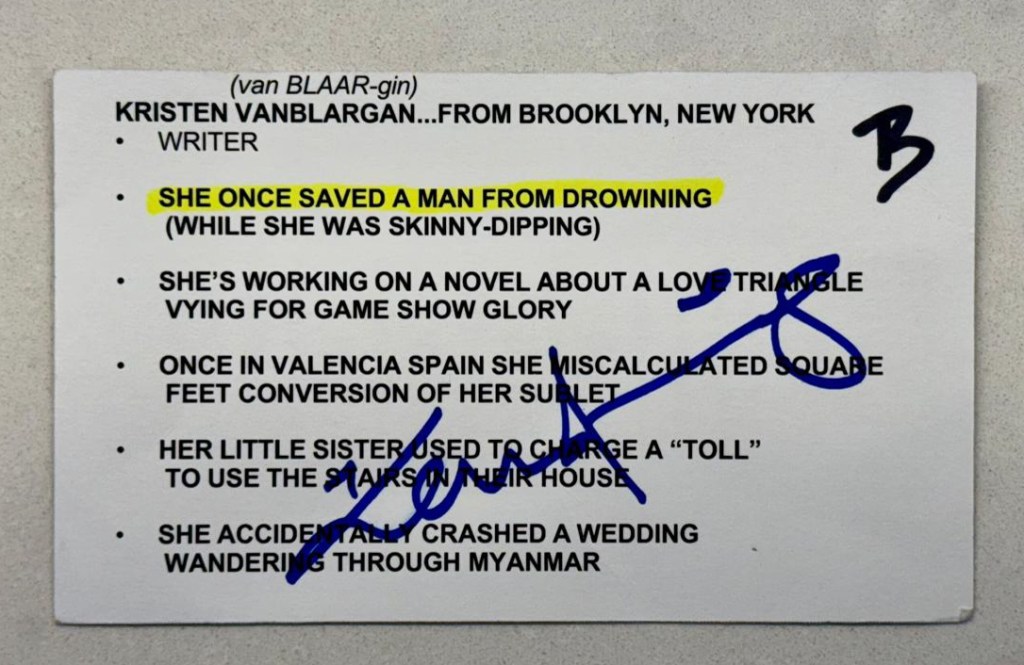 (van BLAAR-gin)
KRISTEN VANBLARGAN...FROM BROOKLYN, NEW YORK
B
• WRITER
• SHE ONCE SAVED A MAN FROM DROWINING
(WHILE SHE WAS SKINNY-DIPPING)
• SHE'S WORKING ON A NOVEL ABOUT A LOVE TRIANGLE
VYING FOR GAME SHOW GLORY
• ONCE IN VALENCIA SPAIN SHE MISCALCULATED SQUARE
FEET CONVERSION OF HER SUBLET
• HER LITTLE SISTER USED TO CHARGE A “TOLL”
TO USE THE STAIRS IN THEIR HOUSE
• SHE ACCIDENTALLY CRASHED A WEDDING
WANDERING THROUGH MYANMAR